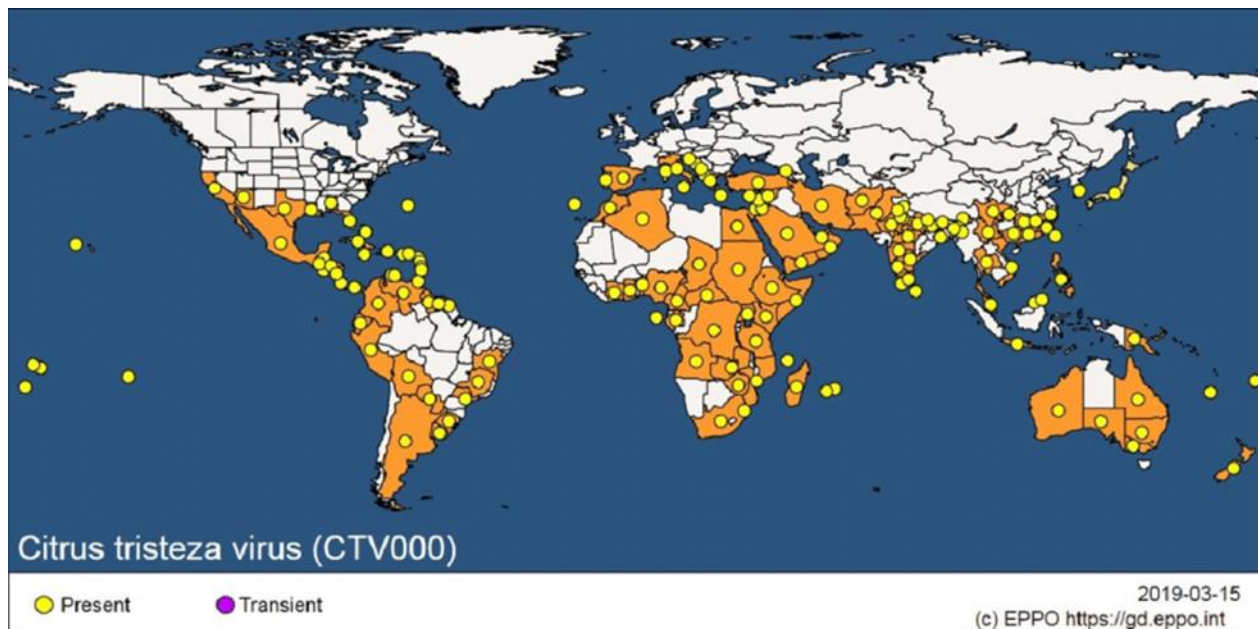 Citrus tristeza virus (CTV000)
Present
Transient
2019-03-15
(c) EPPO https://gd.eppo.int